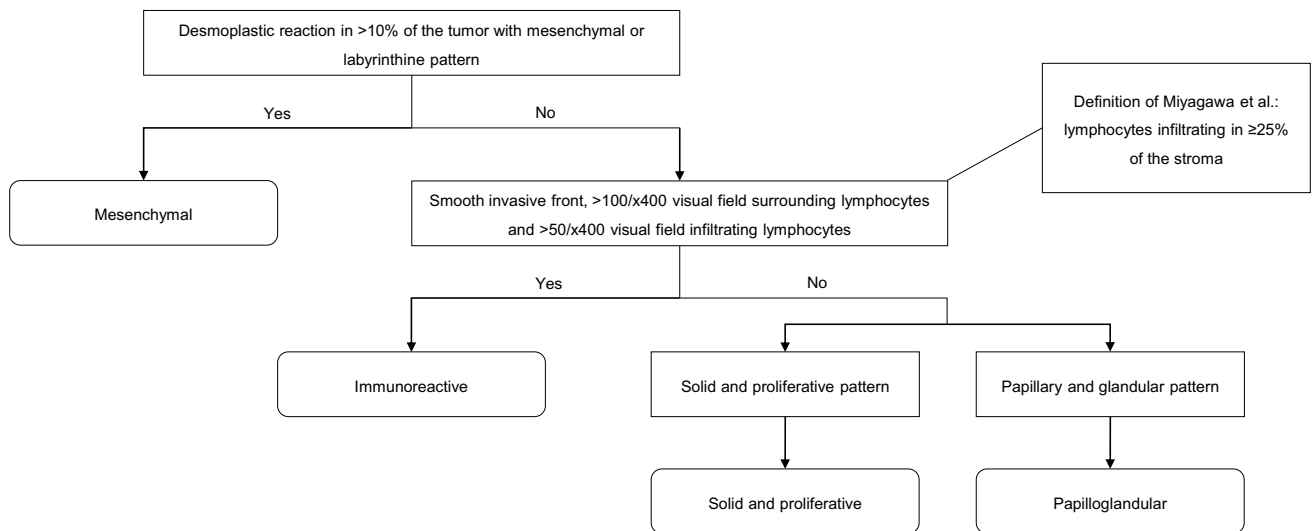 Desmoplastic reaction in >10% of the tumor with mesenchymal or
labyrinthine pattern
Definition of Miyagawa et al.:
lymphocytes infiltrating in ≥25%
of the stroma
Yes
No
Mesenchymal
Smooth invasive front, >100/x400 visual field surrounding lymphocytes
and >50/x400 visual field infiltrating lymphocytes
Yes
No
Immunoreactive
Solid and proliferative pattern
Papillary and glandular pattern
Solid and proliferative
Papilloglandular